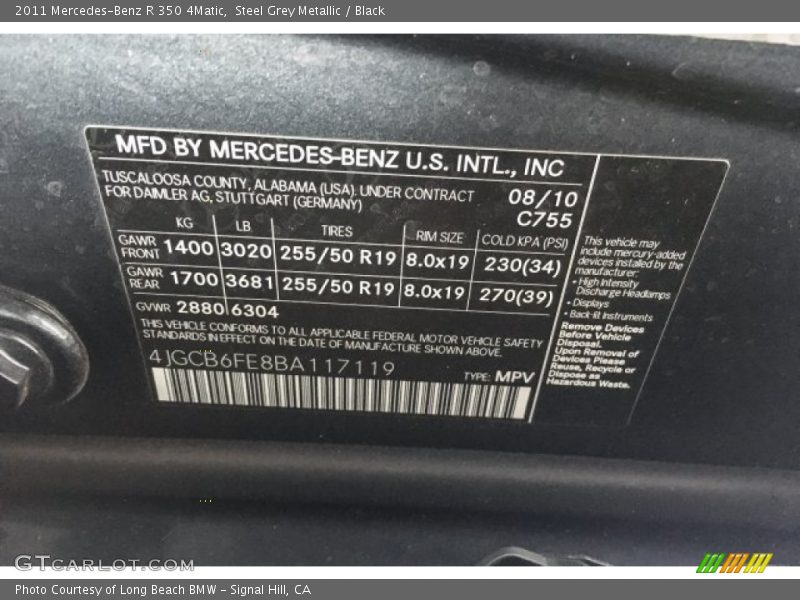 2011 Mercedes-Benz R 350 4Matic,  Steel Grey Metallic / Black
MFD BY MERCEDES-BENZ U.S. INTL., INC
TUSCALOOSA COUNTY, ALABAMA (USA). UNDER CONTRACT
FOR DAIMLER AG, STUTTGART (GERMANY)
08/10
C755
KG LB TIRES RIM SIZE COLD KPA (PSI)
GAWR FRONT 1400 3020 255/50 R19 8.0x19 230(34)
GAWR REAR 1700 3681 255/50 R19 8.0x19 270(39)
GVWR 2880 6304
THIS VEHICLE CONFORMS TO ALL APPLICABLE FEDERAL MOTOR VEHICLE SAFETY
STANDARDS IN EFFECT ON THE DATE OF MANUFACTURE SHOWN ABOVE.
4JGCB6FE8BA117119
TYPE: MPV
This vehicle may
include mercury-added
devices installed by the
manufacturer:
• High Intensity
Discharge Headlamps
• Displays
• Back-lit Instruments
Remove Devices
Before Vehicle
Disposal.
Upon Removal of
Devices Please
Reuse, Recycle or
Dispose as
Hazardous Waste.
GTCARLOT.COM
Photo Courtesy of Long Beach BMW - Signal Hill, CA